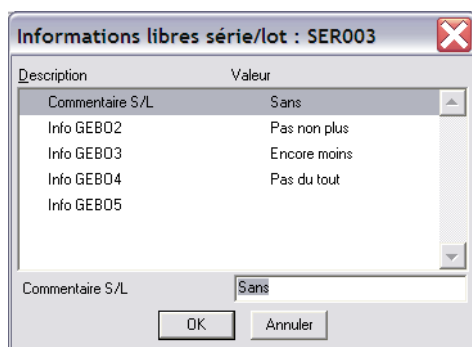 Informations libres série/lot : SER003
Description Valeur
Commentaire S/L Sans
Info GEBO2 Pas non plus
Info GEBO3 Encore moins
Info GEBO4 Pas du tout
Info GEBO5
Commentaire S/L Sans
OK Annuler